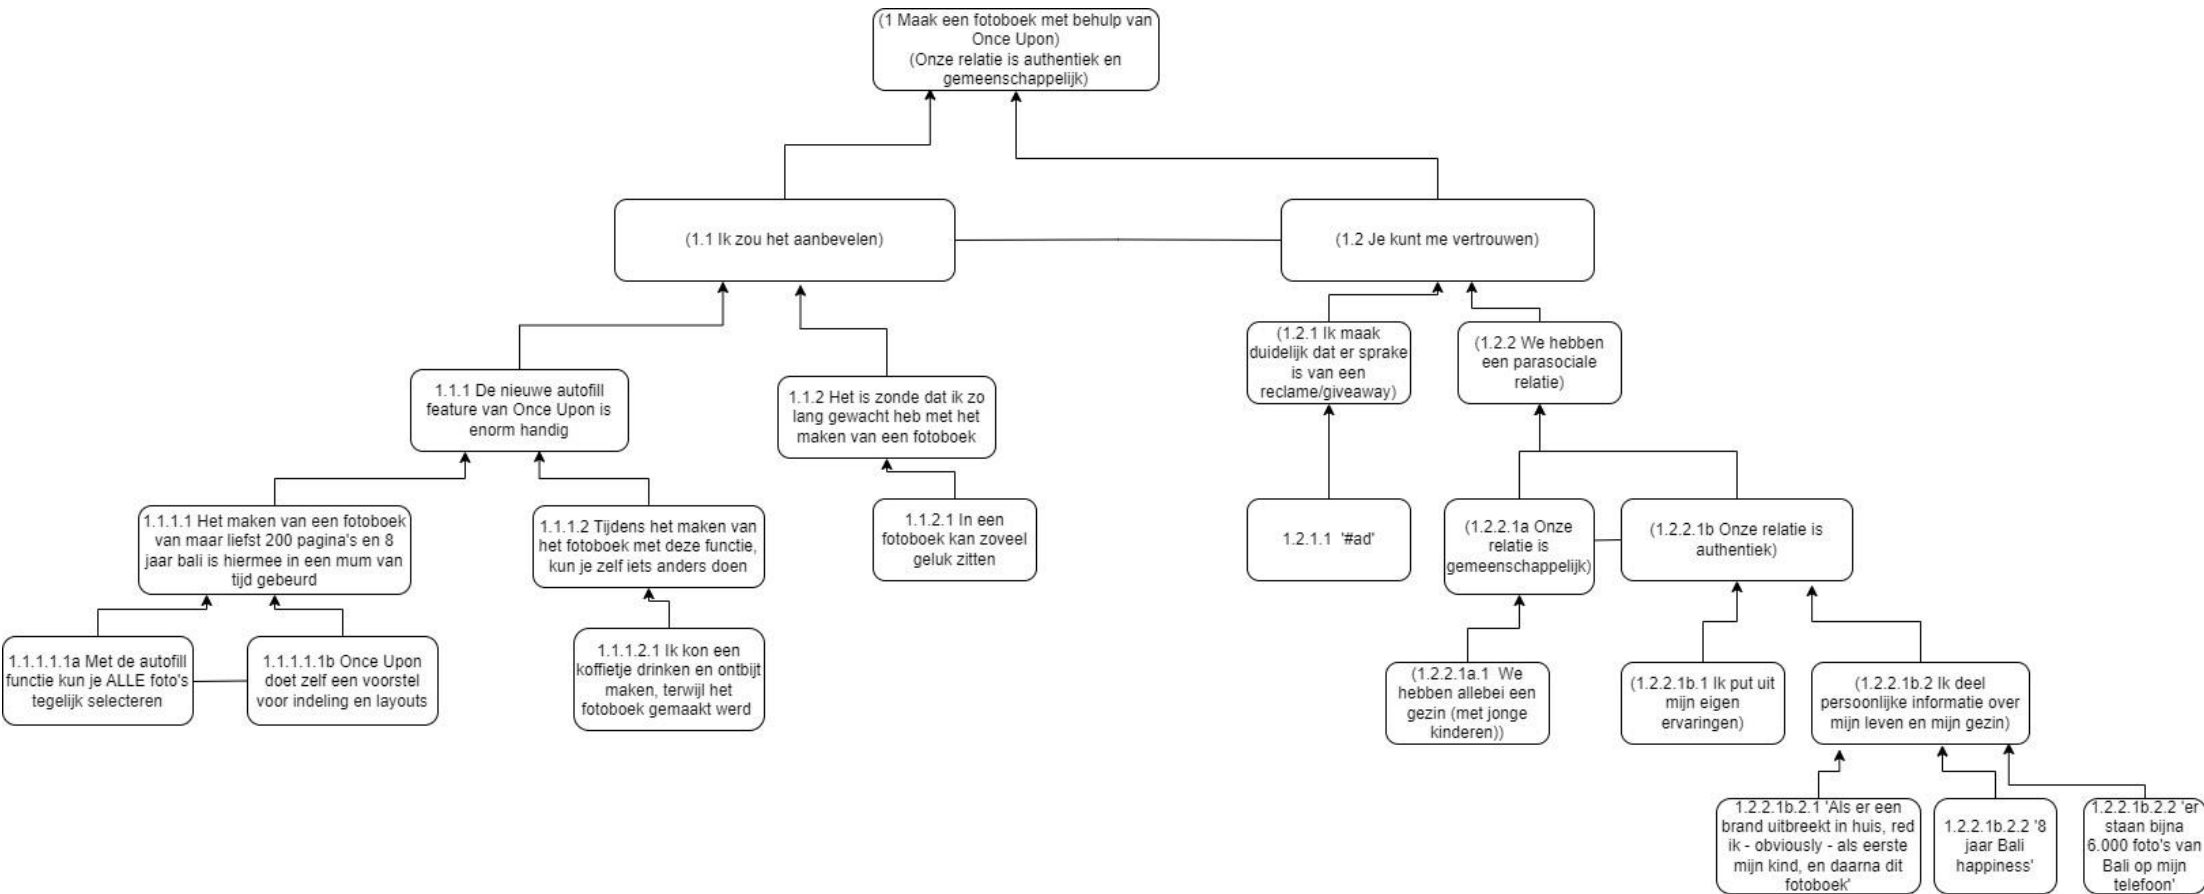 (1 Maak een fotoboek met behulp van
Once Upon)
(Onze relatie is authentiek en
gemeenschappelijk)
(1.1 Ik zou het aanbevelen)
(1.2 Je kunt me vertrouwen)
(1.2.1 Ik maak
duidelijk dat er sprake
is van een
reclame/giveaway)
(1.2.2 We hebben
een parasociale
relatie)
1.1.1 De nieuwe autofill
feature van Once Upon is
enorm handig
1.1.2 Het is zonde dat ik zo
lang gewacht heb met het
maken van een fotoboek
1.1.1.1 Het maken van een fotoboek
van maar liefst 200 pagina's en 8
jaar bali is hiermee in een mum van
tijd gebeurd
1.1.1.2 Tijdens het maken van
het fotoboek met deze functie,
kun je zelf iets anders doen
1.1.2.1 In een
fotoboek kan zoveel
geluk zitten
1.2.1.1 '#ad'
(1.2.2.1a Onze
relatie is
gemeenschappelijk)
(1.2.2.1b Onze relatie is
authentiek)
1.1.1.1.1a Met de autofill
functie kun je ALLE foto's
tegelijk selecteren
1.1.1.1.1b Once Upon
doet zelf een voorstel
voor indeling en layouts
1.1.1.2.1 Ik kon een
koffietje drinken en ontbijt
maken, terwijl het
fotoboek gemaakt werd
(1.2.2.1a.1 We
hebben allebei een
gezin (met jonge
kinderen))
(1.2.2.1b.1 Ik put uit
mijn eigen
ervaringen)
(1.2.2.1b.2 Ik deel
persoonlijke informatie over
mijn leven en mijn gezin)
1.2.2.1b.2.1 'Als er een
brand uitbreekt in huis, red
ik - obviously - als eerste
mijn kind, en daarna dit
fotoboek'
1.2.2.1b.2.2 '8
jaar Bali
happiness'
1.2.2.1b.2.2 'er
staan bijna
6.000 foto's van
Bali op mijn
telefoon'